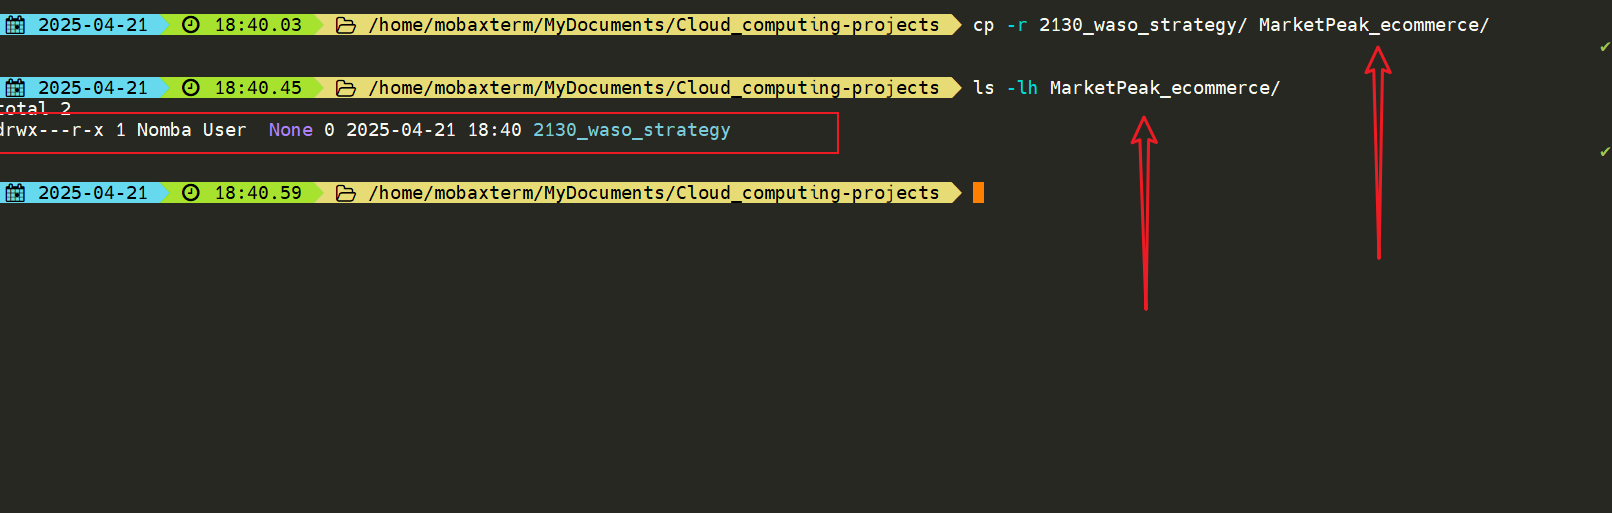 2025-04-21 18:40.03 /home/mobaxterm/MyDocuments/Cloud_computing-projects cp -r 2130_waso_strategy/ MarketPeak_ecommerce/
2025-04-21 18:40.45 /home/mobaxterm/MyDocuments/Cloud_computing-projects ls -lh MarketPeak_ecommerce/
total 2
drwx---r-x 1 Nomba User  None 0 2025-04-21 18:40 2130_waso_strategy
2025-04-21 18:40.59 /home/mobaxterm/MyDocuments/Cloud_computing-projects